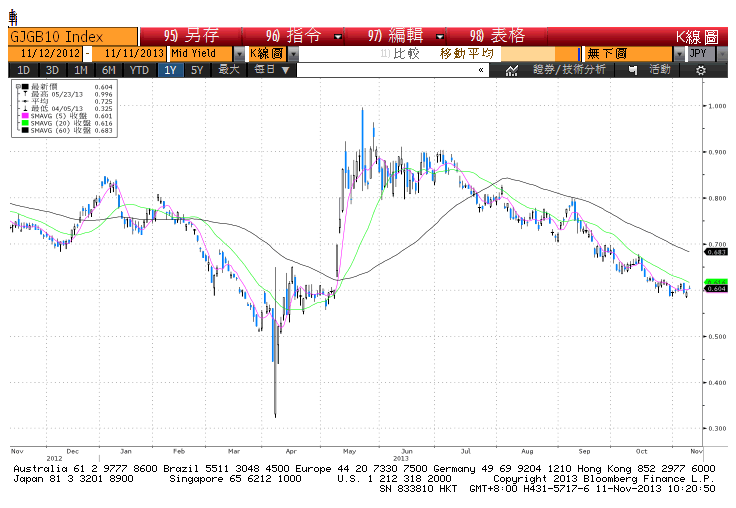 GJGB10 Index 95) 另存 96) 指令 97) 編輯 98) 表格 K線圖
11/12/2012 - 11/11/2013 Mid Yield K線圖 比較 移動平均 無下圖 JPY
1D 3D 1M 6M YTD 1Y 5Y 最大 每日 ▼ « 證券/技術分析 活動
最新價 0.604
最高 05/23/13 0.996
平均 0.725
最低 04/05/13 0.325
SMAVG (5) 收盤 0.601
SMAVG (20) 收盤 0.616
SMAVG (60) 收盤 0.683
1.000
0.900
0.800
0.700
0.683
0.616
0.604
0.500
0.400
0.300
Nov Dec Jan Feb Mar Apr May Jun Jul Aug Sep Oct Nov
2012 2013
Australia 61 2 9777 8600 Brazil 5511 3048 4500 Europe 44 20 7330 7500 Germany 49 69 9204 1210 Hong Kong 852 2977 6000
Japan 81 3 3201 8900 Singapore 65 6212 1000 U.S. 1 212 318 2000 Copyright 2013 Bloomberg Finance L.P.
SN 833810 HKT GMT+8:00 H431-5717-6 11-Nov-2013 10:20:50